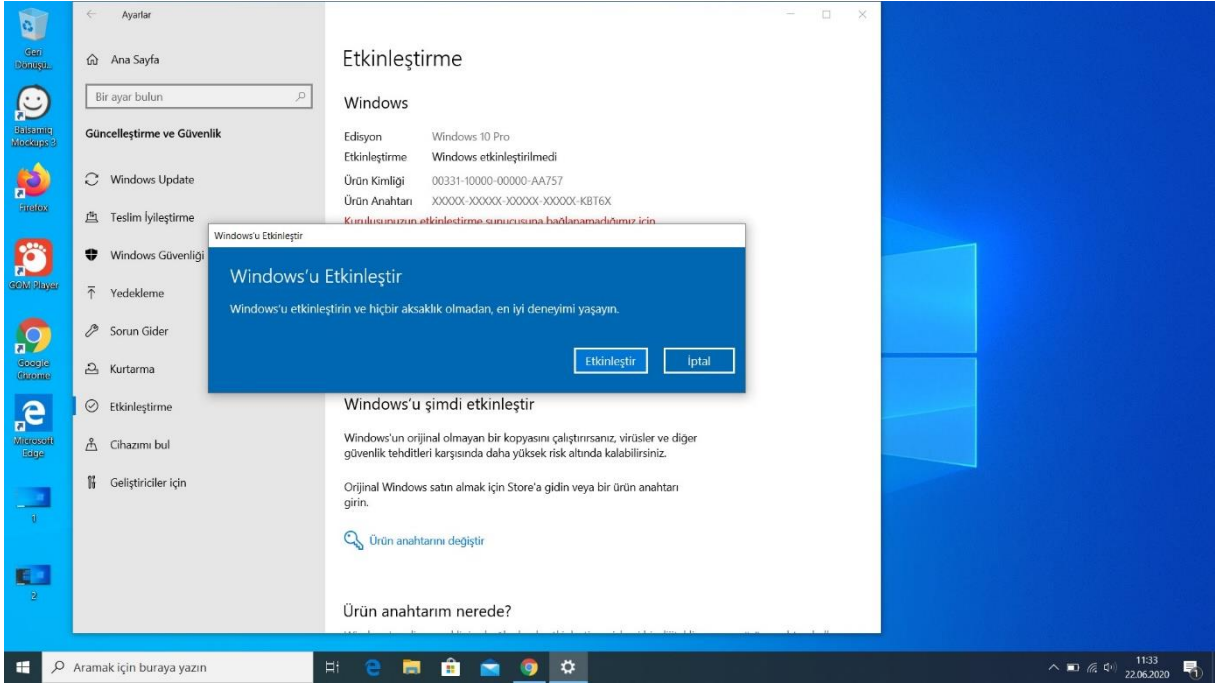 Ayarlar
Geri
Dönüşü...
Ana Sayfa
Bir ayar bulun
Balsamiq
Mockups 3
Güncelleştirme ve Güvenlik
Firefox
Windows Update
Teslim İyileştirme
Windows Güvenliği
GOM Player
Yedekleme
Sorun Gider
Google
Chrome
Kurtarma
Etkinleştirme
Microsoft
Edge
Cihazımı bul
Geliştiriciler için
1
2
Etkinleştirme
Windows
Edisyon Windows 10 Pro
Etkinleştirme Windows etkinleştirilmedi
Ürün Kimliği 00331-10000-00000-AA757
Ürün Anahtarı XXXXX-XXXXX-XXXXX-XXXXX-KBT6X
Kuruluşunuzun etkinleştirme sunucusuna bağlanamadığımız için
Windows'u Etkinleştir
Windows'u Etkinleştir
Windows'u etkinleştirin ve hiçbir aksaklık olmadan, en iyi deneyimi yaşayın.
Etkinleştir İptal
Windows'u şimdi etkinleştir
Windows'un orijinal olmayan bir kopyasını çalıştırırsanız, virüsler ve diğer
güvenlik tehditleri karşısında daha yüksek risk altında kalabilirsiniz.
Orijinal Windows satın almak için Store'a gidin veya bir ürün anahtarı
girin.
Ürün anahtarını değiştir
Ürün anahtarım nerede?
Aramak için buraya yazın
11:33
22.06.2020
1